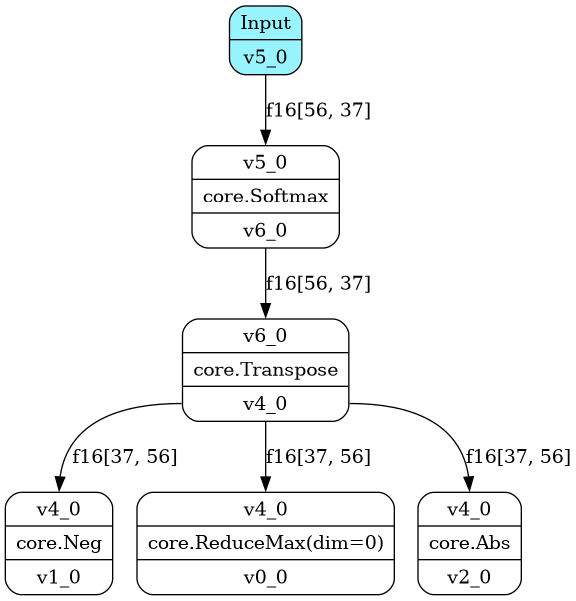 Input
v5_0
f16[56, 37]
v5_0
core.Softmax
v6_0
f16[56, 37]
v6_0
core.Transpose
v4_0
f16[37, 56]
f16[37, 56]
f16[37, 56]
v4_0
core.Neg
v1_0
v4_0
core.ReduceMax(dim=0)
v0_0
v4_0
core.Abs
v2_0